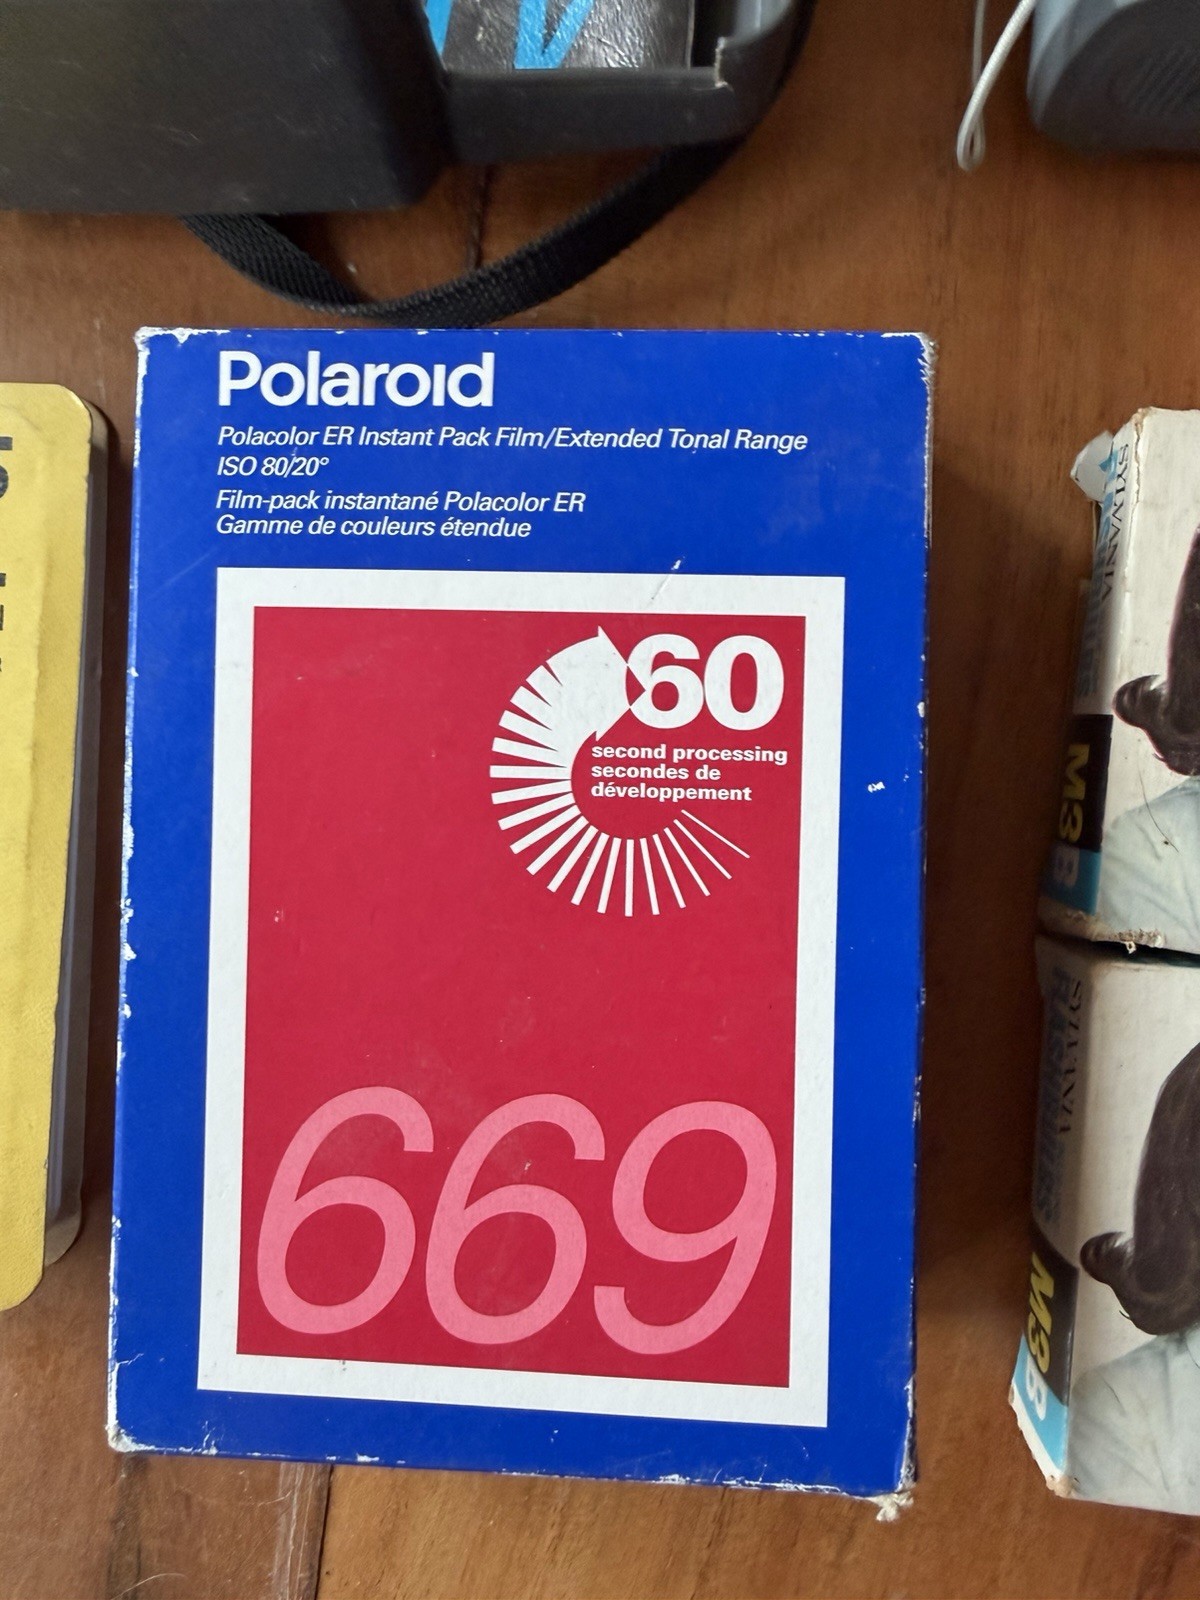 Polaroid
Polacolor ER Instant Pack Film/Extended Tonal Range
ISO 80/20°
Film-pack instantané Polacolor ER
Gamme de couleurs étendue
60
second processing
secondes de
développement
669
SYLVANIA
M3B
SYLVANIA
M3B